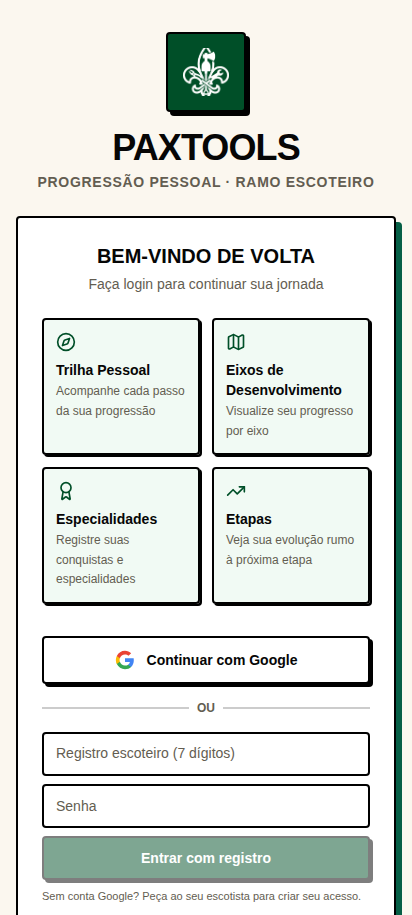 PAXTOOLS
PROGRESSÃO PESSOAL · RAMO ESCOTEIRO
BEM-VINDO DE VOLTA
Faça login para continuar sua jornada
Trilha Pessoal
Acompanhe cada passo
da sua progressão
Eixos de
Desenvolvimento
Visualize seu progresso
por eixo
Especialidades
Registre suas
conquistas e
especialidades
Etapas
Veja sua evolução rumo
à próxima etapa
Continuar com Google
OU
Registro escoteiro (7 dígitos)
Senha
Entrar com registro
Sem conta Google? Peça ao seu escotista para criar seu acesso.